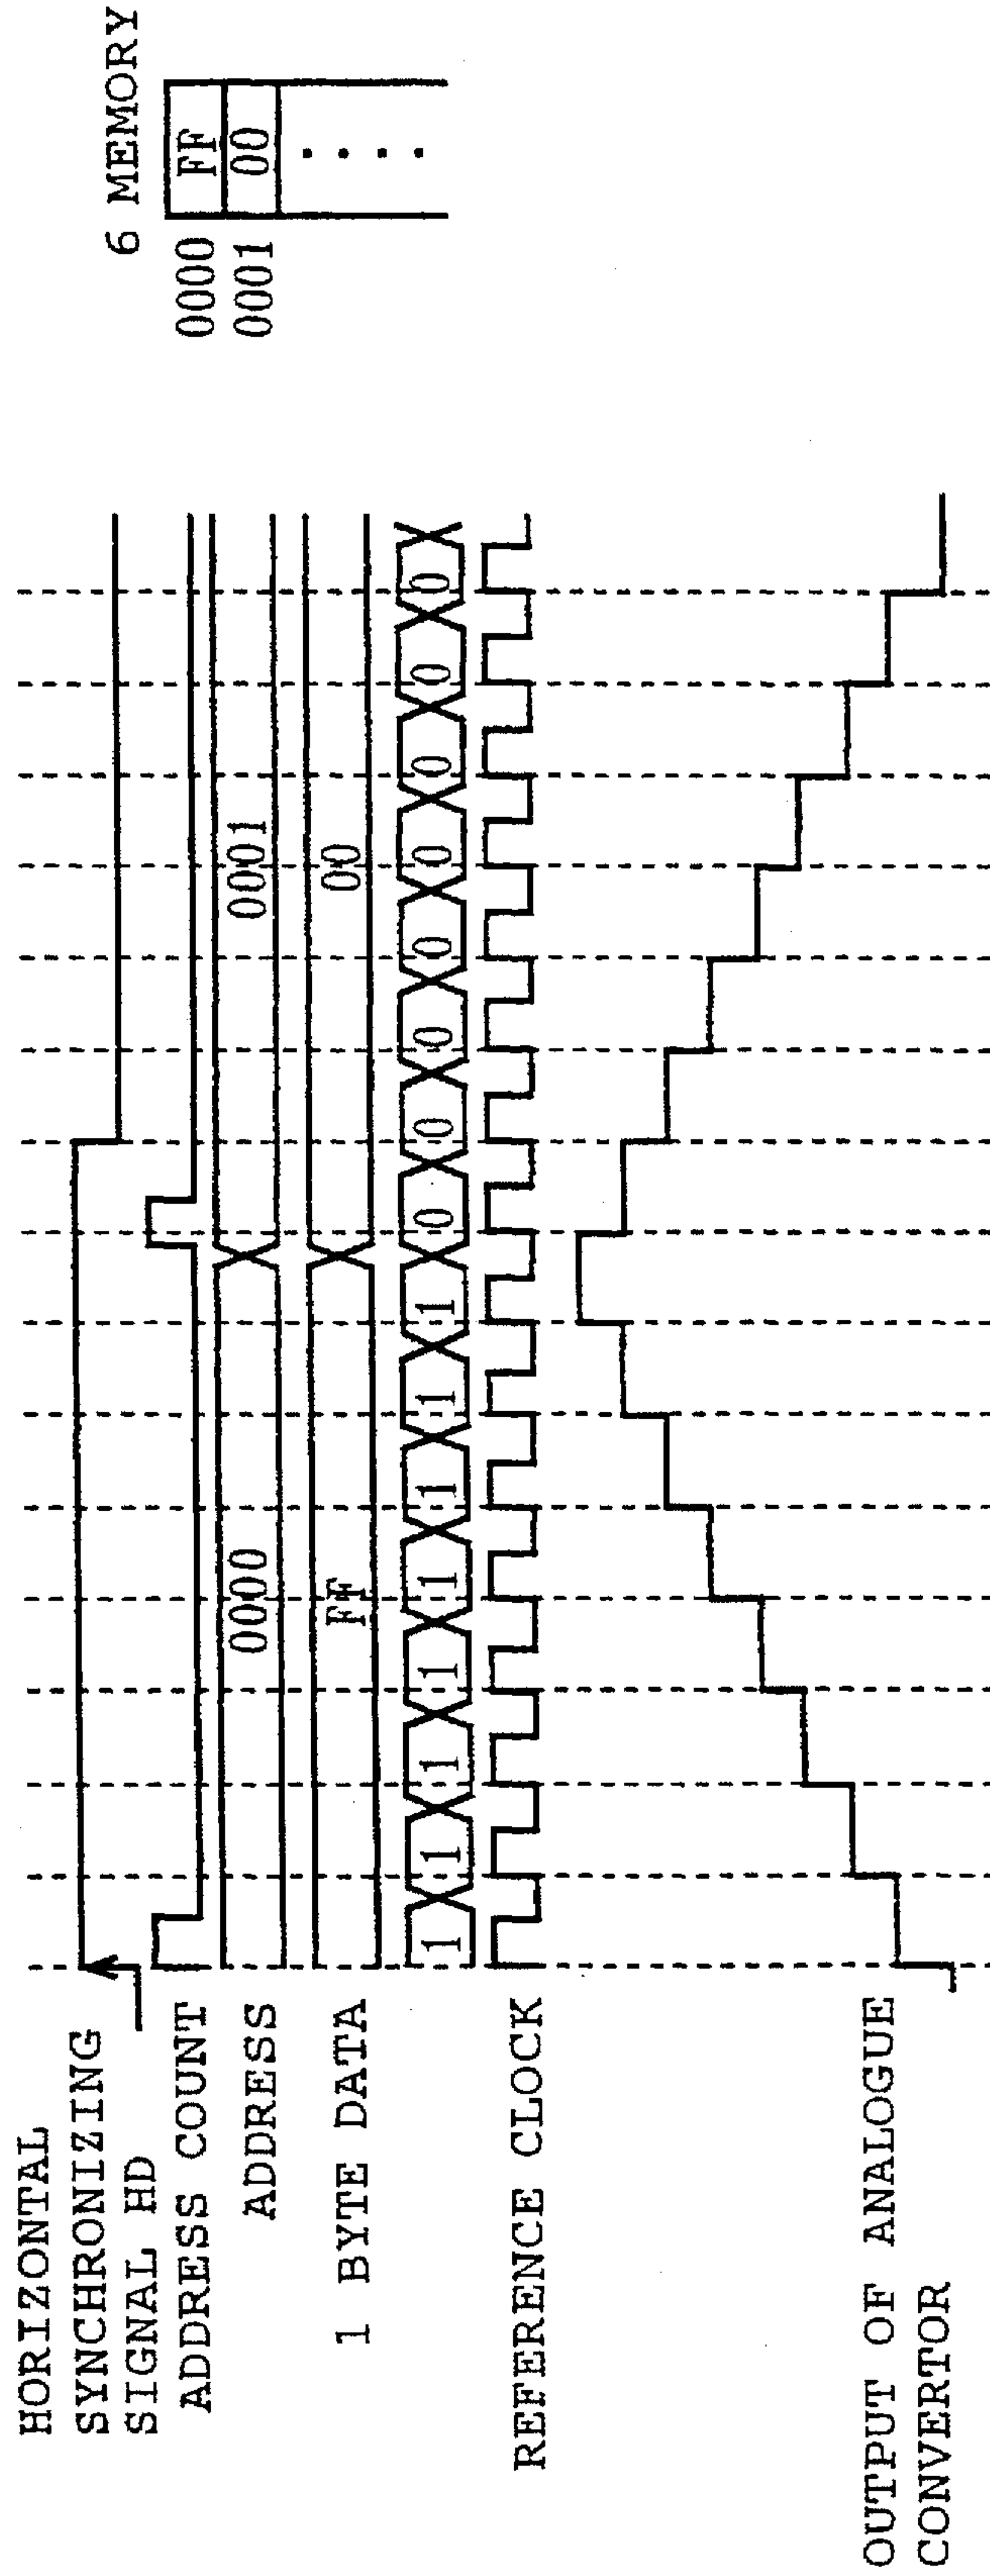 HORIZONTAL
SYNCHRONIZING
SIGNAL HD
ADDRESS COUNT
ADDRESS 0000 0001
1 BYTE DATA FF 00
1 1 1 1 1 1 1 1 0 0 0 0 0 0 0 0
REFERENCE CLOCK
OUTPUT OF ANALOGUE
CONVERTOR
6 MEMORY
0000 FF
0001 00